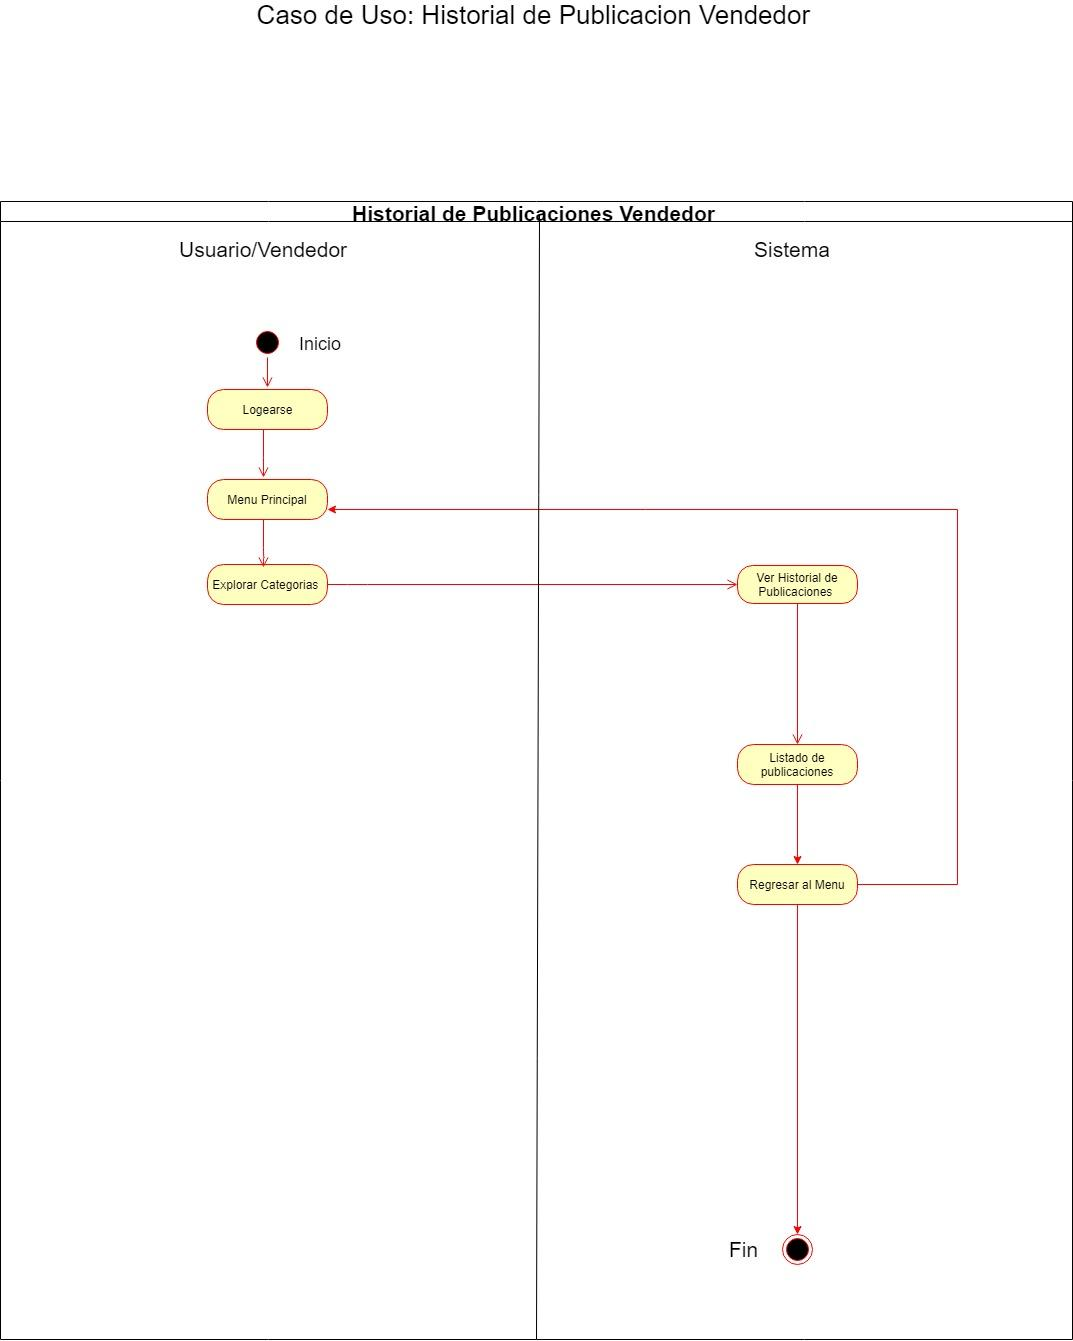 Caso de Uso: Historial de Publicacion Vendedor
Historial de Publicaciones Vendedor
Usuario/Vendedor
Sistema
Inicio
Logearse
Menu Principal
Explorar Categorias
Ver Historial de
Publicaciones
Listado de
publicaciones
Regresar al Menu
Fin